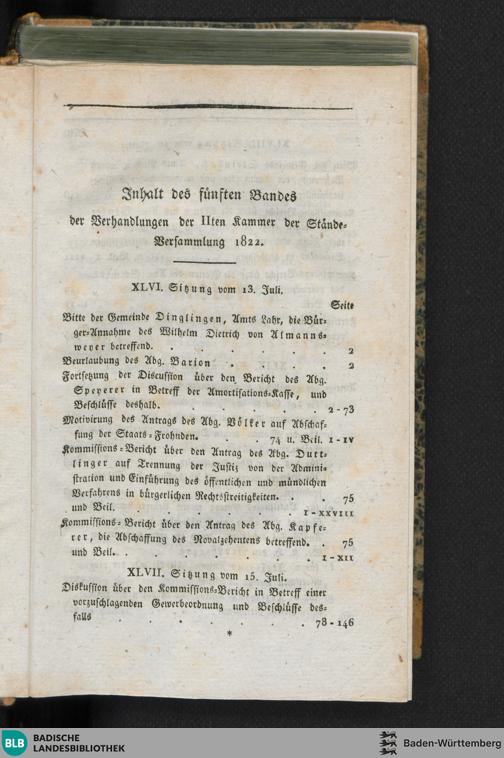 Inhalt des fünften Bandes
der Verhandlungen der IIten Kammer der Stände-
Versammlung 1822.
XLVI. Sitzung vom 13. Juli.
Seite
Bitte der Gemeinde Dinglingen, Amts Lahr, die Bür-
ger-Annahme des Wilhelm Dietrich von Almanns-
weyer betreffend. . . . . . . 2
Beurlaubung des Abg. Barion . . . . . 2
Fortsetzung der Discussion über den Bericht des Abg.
Speyerer in Betreff der Amortisations-Kasse, und
Beschlüsse deshalb. . . . . . . 2-73
Motivirung des Antrags des Abg. Völker auf Abschaf-
fung der Staats-Frohnden. . . 74 u. Beil. I-IV
Kommissions-Bericht über den Antrag des Abg. Dutt-
linger auf Trennung der Justiz von der Admini-
stration und Einführung des öffentlichen und mündlichen
Verfahrens in bürgerlichen Rechtsstreitigkeiten. . . 75
und Beil. . . . . . . . I-XXVIII
Kommissions-Bericht über den Antrag des Abg. Kapfe-
rer, die Abschaffung des Novalzehentens betreffend. . 75
und Beil. . . . . . . . I-XII
XLVII. Sitzung vom 15. Juli.
Diskussion über den Kommissions-Bericht in Betreff einer
vorzuschlagenden Gewerbeordnung und Beschlüsse des-
falls . . . . . . . 78-146
*
BLB BADISCHE
LANDESBIBLIOTHEK
Baden-Württemberg